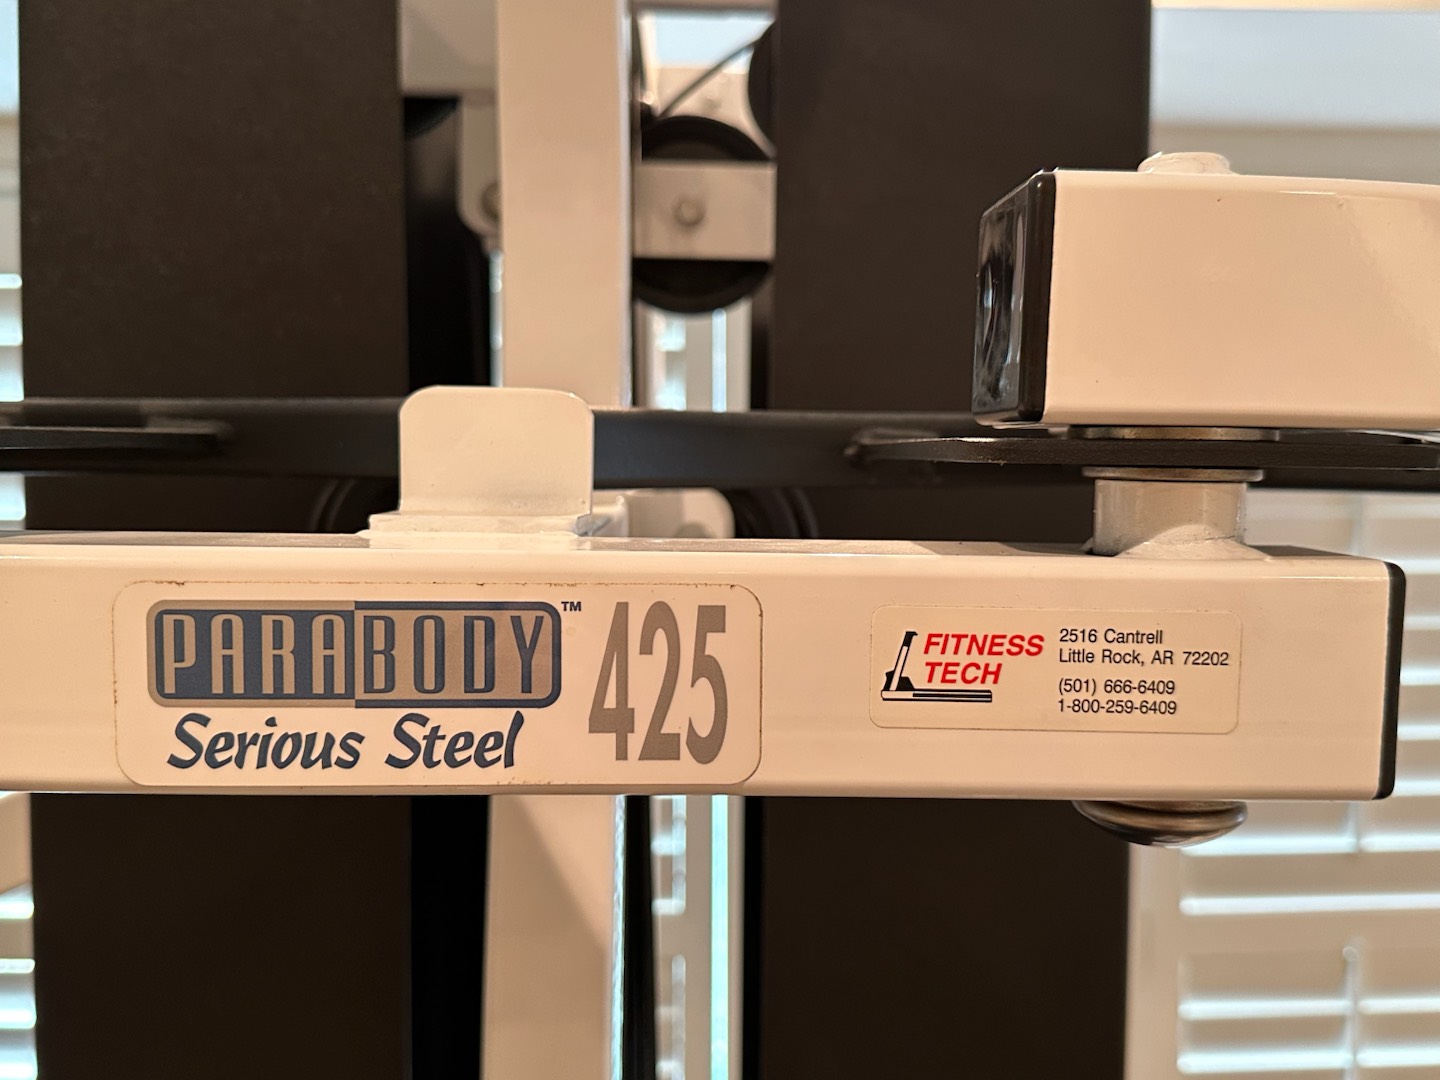 PARABODY™ 425
Serious Steel
FITNESS
TECH
2516 Cantrell
Little Rock, AR 72202
(501) 666-6409
1-800-259-6409